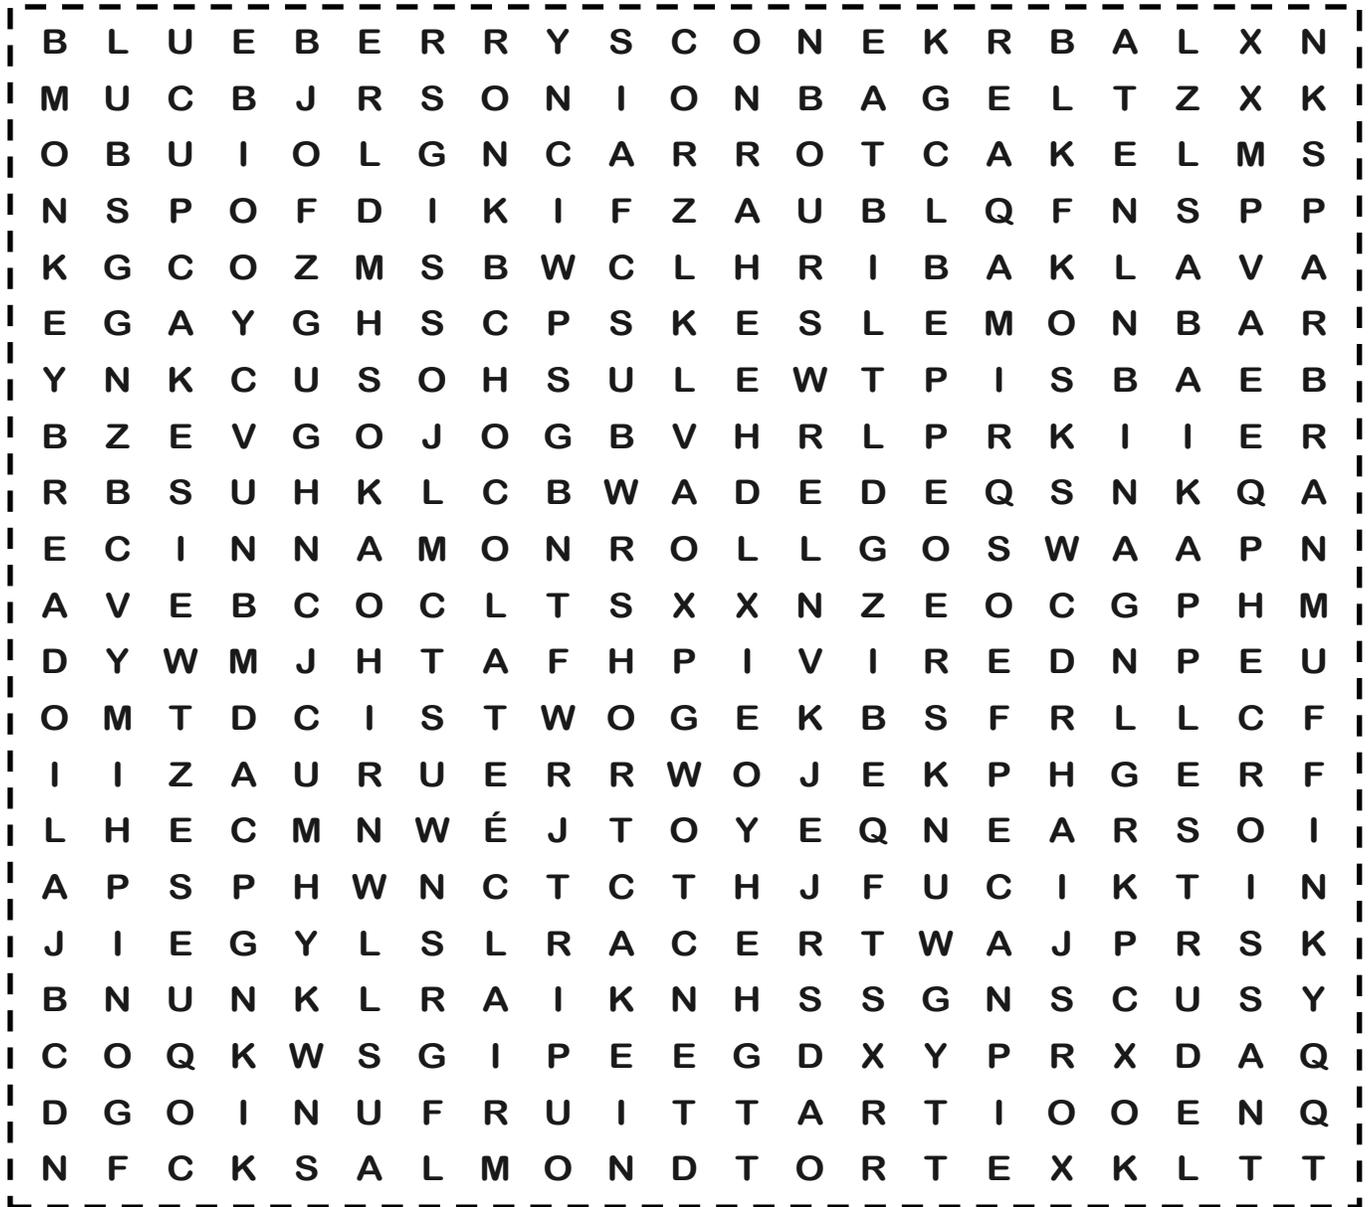 B L U E B E R R Y S C O N E K R B A L X N
M U C B J R S O N I O N B A G E L T Z X K
O B U I O L G N C A R R O T C A K E L M S
N S P O F D I K I F Z A U B L Q F N S P P
K G C O Z M S B W C L H R I B A K L A V A
E G A Y G H S C P S K E S L E M O N B A R
Y N K C U S O H S U L E W T P I S B A E B
B Z E V G O J O G B V H R L P R K I I E R
R B S U H K L C B W A D E D E Q S N K Q A
E C I N N A M O N R O L L G O S W A A P N
A V E B C O C L T S X X N Z E O C G P H M
D Y W M J H T A F H P I V I R E D N P E U
O M T D C I S T W O G E K B S F R L L C F
I I Z A U R U E R R W O J E K P H G E R F
L H E C M N W É J T O Y E Q N E A R S O I
A P S P H W N C T C T H J F U C I K T I N
J I E G Y L S L R A C E R T W A J P R S K
B N U N K L R A I K N H S S G N S C U S Y
C O Q K W S G I P E E G D X Y P R X D A Q
D G O I N U F R U I T T A R T I O O E N Q
N F C K S A L M O N D T O R T E X K L T T